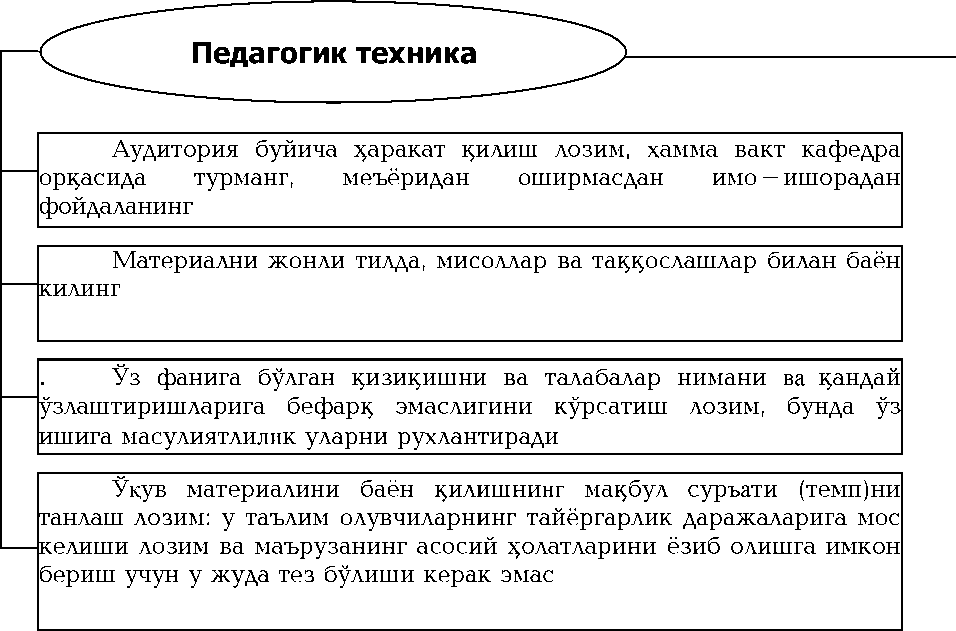 Педагогик техника
Аудитория буйича ҳаракат қилиш лозим, хамма вакт кафедра
орқасида турманг, меъёридан оширмасдан имо−ишорадан
фойдаланинг
Материални жонли тилда, мисоллар ва таққослашлар билан баён
килинг
. Ўз фанига бўлган қизиқишни ва талабалар нимани ва қандай
ўзлаштиришларига бефарқ эмаслигини кўрсатиш лозим, бунда ўз
ишига масулиятлилик уларни рухлантиради
Ўқув материалини баён қилишнинг мақбул суръати (темп)ни
танлаш лозим: у таълим олувчиларнинг тайёргарлик даражаларига мос
келиши лозим ва маърузанинг асосий ҳолатларини ёзиб олишга имкон
бериш учун у жуда тез бўлиши керак эмас